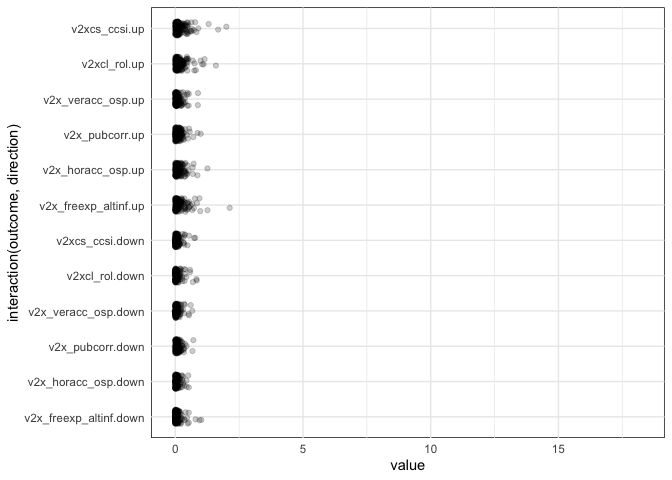 v2xcs_ccsi.up
v2xcl_rol.up
v2x_veracc_osp.up
v2x_pubcorr.up
v2x_horacc_osp.up
v2x_freexp_altinf.up
v2xcs_ccsi.down
v2xcl_rol.down
v2x_veracc_osp.down
v2x_pubcorr.down
v2x_horacc_osp.down
v2x_freexp_altinf.down
interaction(outcome, direction)
0 5 10 15
value